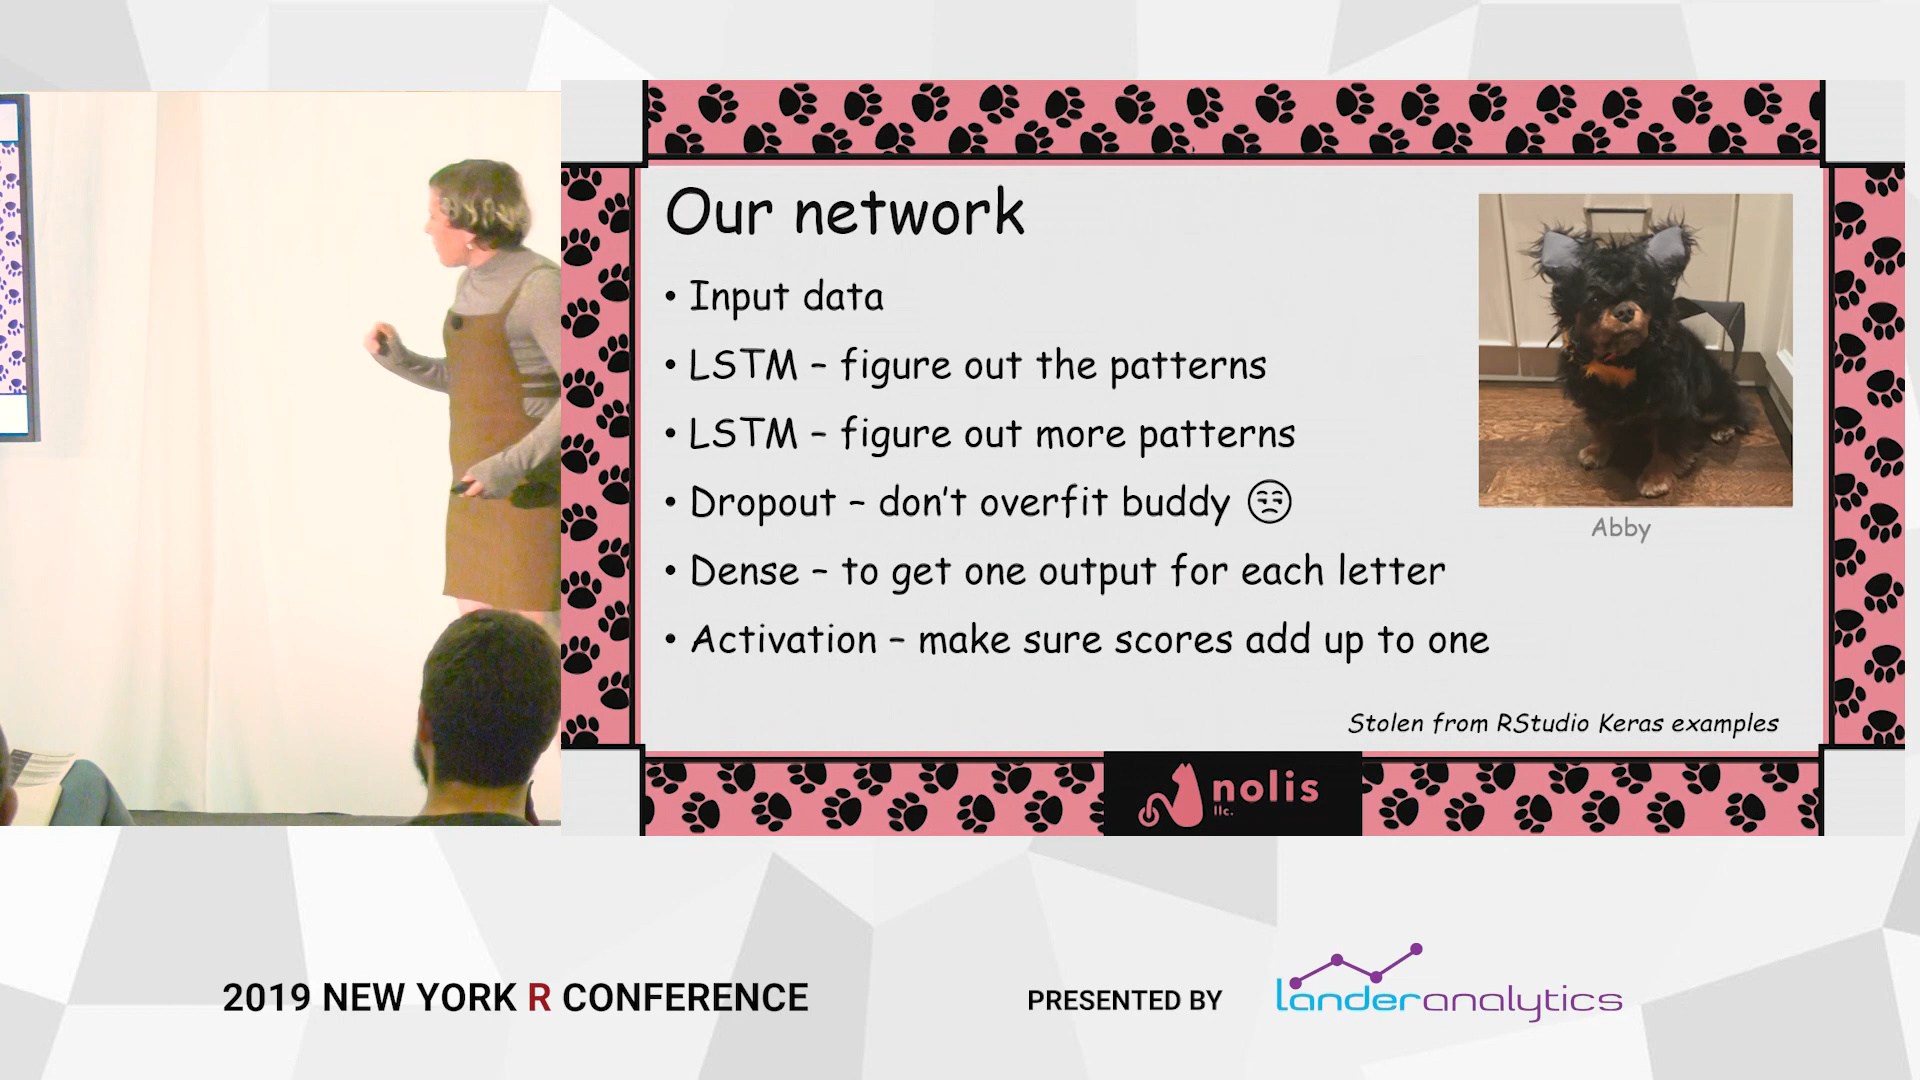 Our network
• Input data
• LSTM – figure out the patterns
• LSTM – figure out more patterns
• Dropout – don't overfit buddy 😒
• Dense – to get one output for each letter
• Activation – make sure scores add up to one
Abby
Stolen from RStudio Keras examples
nolis
llc.
2019 NEW YORK R CONFERENCE
PRESENTED BY
landeranalytics